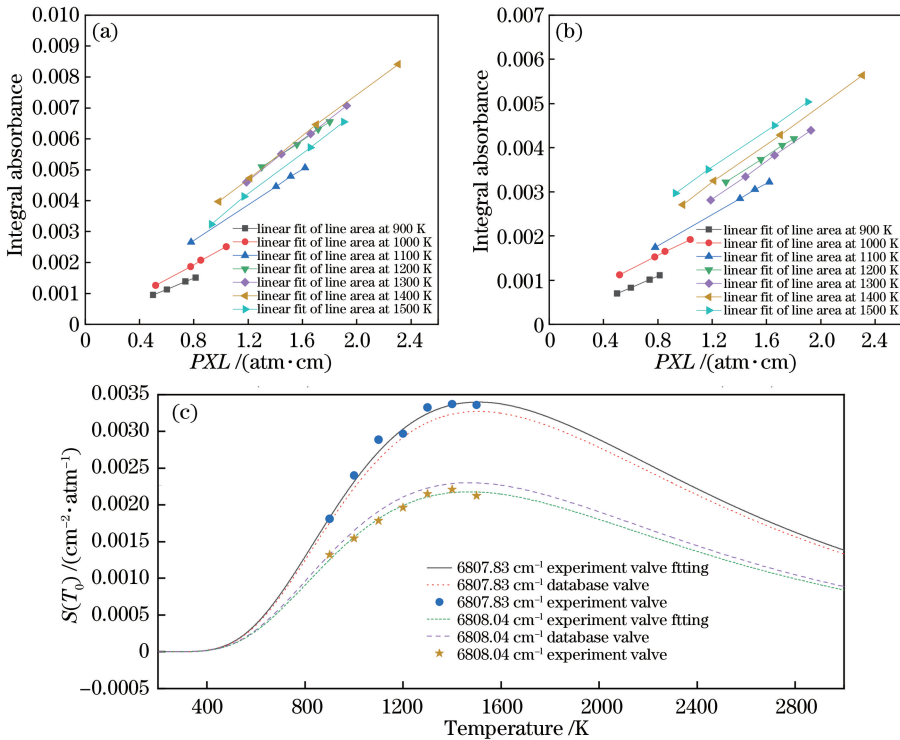 (a)
Integral absorbance
0.010
0.009
0.008
0.007
0.006
0.005
0.004
0.003
0.002
0.001
0
linear fit of line area at 900 K
linear fit of line area at 1000 K
linear fit of line area at 1100 K
linear fit of line area at 1200 K
linear fit of line area at 1300 K
linear fit of line area at 1400 K
linear fit of line area at 1500 K
0 0.4 0.8 1.2 1.6 2.0 2.4
PXL /(atm·cm)
(b)
Integral absorbance
0.007
0.006
0.005
0.004
0.003
0.002
0.001
0
linear fit of line area at 900 K
linear fit of line area at 1000 K
linear fit of line area at 1100 K
linear fit of line area at 1200 K
linear fit of line area at 1300 K
linear fit of line area at 1400 K
linear fit of line area at 1500 K
0 0.4 0.8 1.2 1.6 2.0 2.4
PXL /(atm·cm)
(c)
S(T₀) /(cm⁻²·atm⁻¹)
0.0035
0.0030
0.0025
0.0020
0.0015
0.0010
0.0005
0
−0.0005
6807.83 cm⁻¹ experiment valve ftting
6807.83 cm⁻¹ database valve
6807.83 cm⁻¹ experiment valve
6808.04 cm⁻¹ experiment valve ftting
6808.04 cm⁻¹ database valve
6808.04 cm⁻¹ experiment valve
400 800 1200 1600 2000 2400 2800
Temperature /K